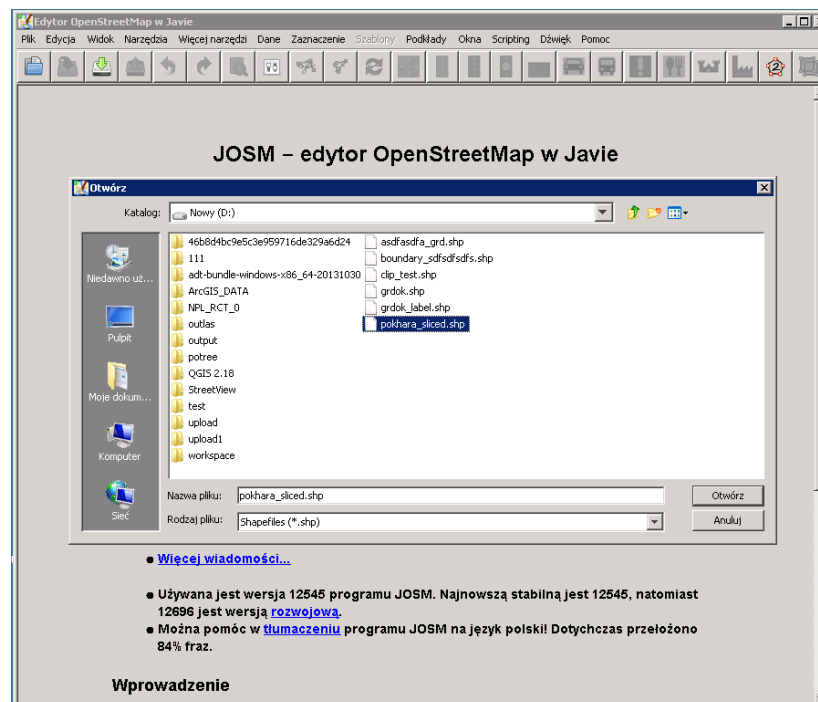 Edytor OpenStreetMap w Javie
Plik Edycja Widok Narzędzia Więcej narzędzi Dane Zaznaczenie Szablony Podkłady Okna Scripting Dźwięk Pomoc
2
JOSM – edytor OpenStreetMap w Javie
Otwórz
Katalog: Nowy (D:)
Niedawno uż...
Pulpit
Moje dokum...
Komputer
Sieć
46b8d4bc9e5c3e959716de329a6d24
111
adt-bundle-windows-x86_64-20131030
ArcGIS_DATA
NPL_RCT_0
outlas
output
potree
QGIS 2.18
StreetView
test
upload
upload1
workspace
asdfasdfa_grd.shp
boundary_sdfsdfsdfs.shp
clip_test.shp
grdok.shp
grdok_label.shp
pokhara_sliced.shp
Nazwa pliku: pokhara_sliced.shp Otwórz
Rodzaj pliku: Shapefiles (*.shp) Anuluj
Więcej wiadomości...
Używana jest wersja 12545 programu JOSM. Najnowszą stabilną jest 12545, natomiast
12696 jest wersją rozwojową.
Można pomóc w tłumaczeniu programu JOSM na język polski! Dotychczas przełożono
84% fraz.
Wprowadzenie